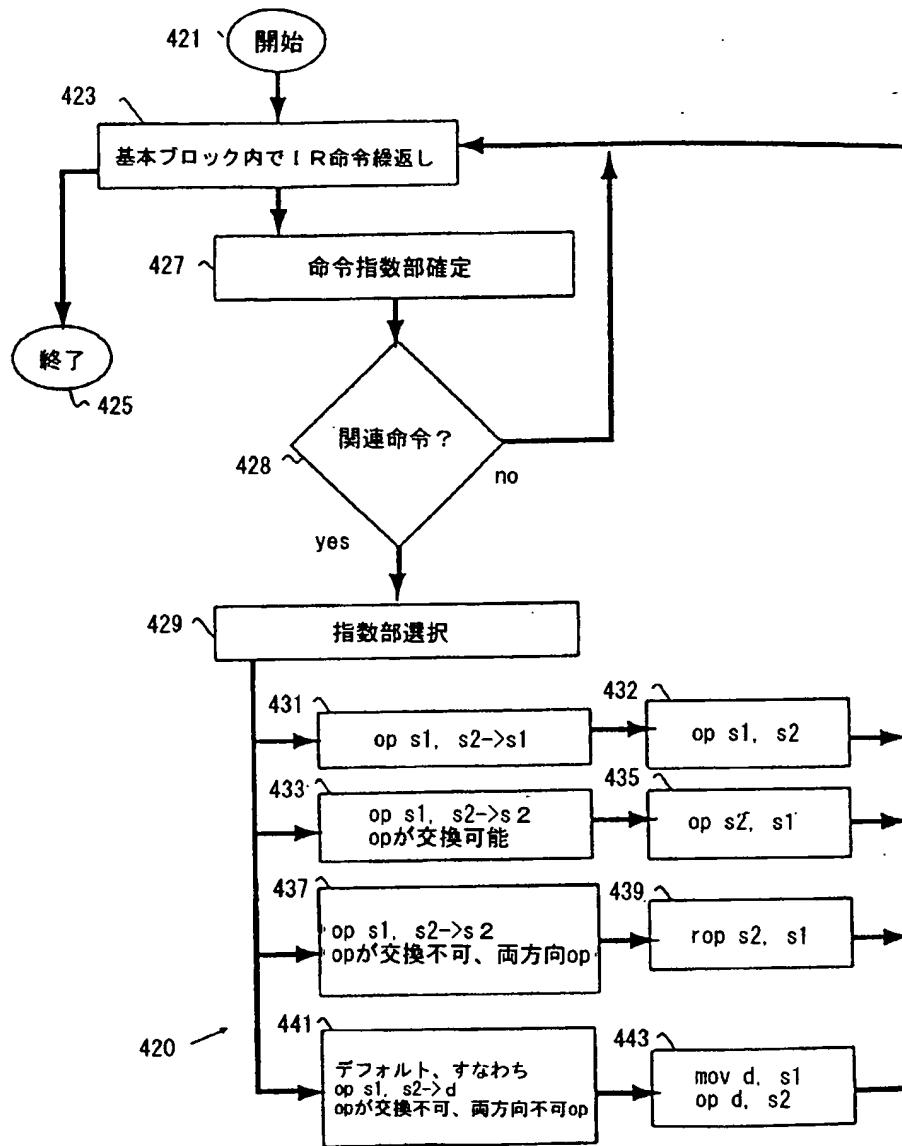 421
開始
423
基本ブロック内でIR命令繰返し
427
命令指数部確定
終了
425
関連命令?
428
no
yes
429
指数部選択
431
op s1, s2->s1
432
op s1, s2
433
op s1, s2->s2
opが交換可能
435
op s2, s1
437
op s1, s2->s2
opが交換不可、両方向op
439
rop s2, s1
420
441
デフォルト、すなわち
op s1, s2->d
opが交換不可、両方向不可op
443
mov d, s1
op d, s2